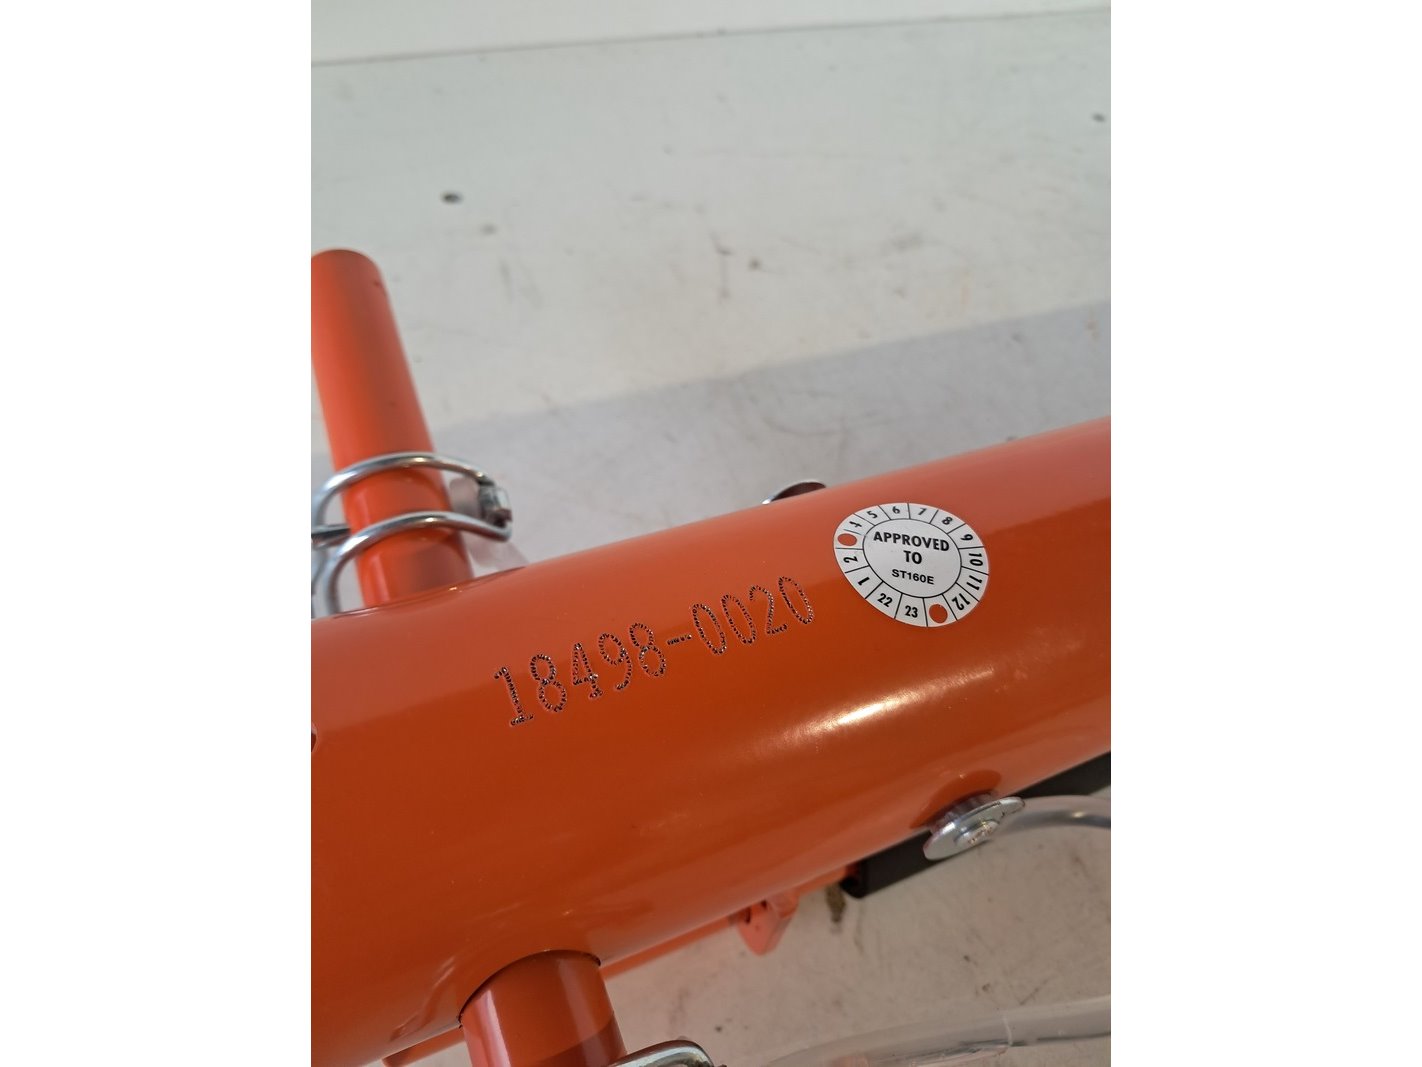 18498-0020
APPROVED
TO
ST160E
1 2 4 5 6 7 8 9 10 11 12
22 23